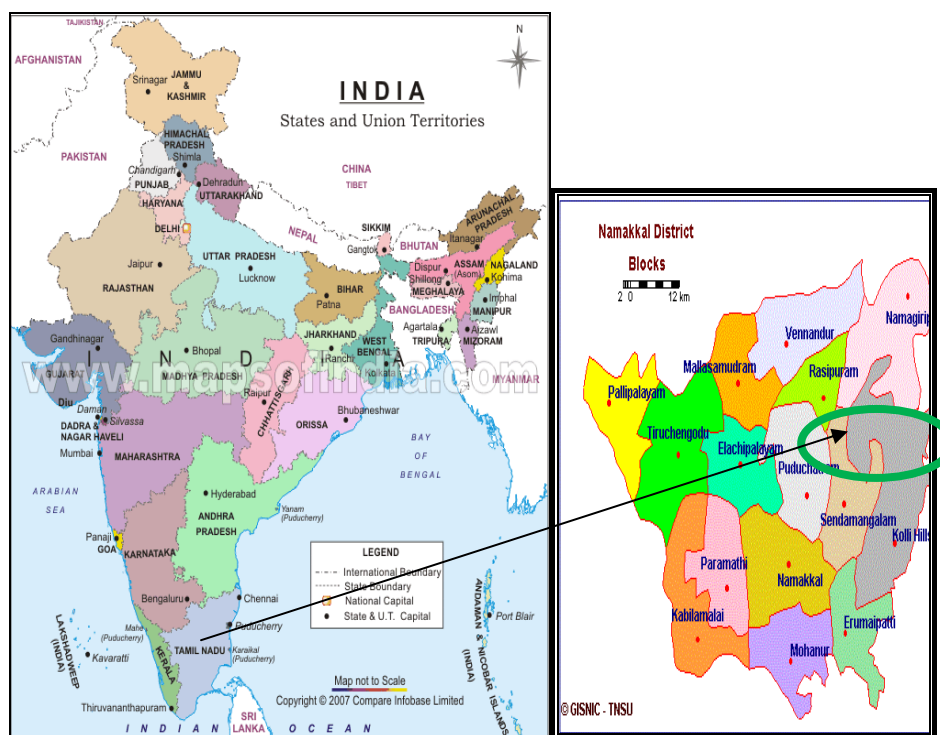 TAJIKISTAN
AFGHANISTAN
JAMMU
&
KASHMIR
Srinagar
N
INDIA
States and Union Territories
HIMACHAL
PRADESH
Shimla
PAKISTAN
Chandigarh
PUNJAB
Dehradun
UTTARAKHAND
CHINA
TIBET
HARYANA
DELHI
NEPAL
SIKKIM
Gangtok
BHUTAN
ARUNACHAL
PRADESH
Itanagar
Jaipur
RAJASTHAN
UTTAR PRADESH
Lucknow
BIHAR
Patna
Dispur
Shillong
ASSAM
(Asom)
MEGHALAYA
NAGALAND
Kohima
Imphal
MANIPUR
BANGLADESH
Agartala
TRIPURA
Aizawl
MIZORAM
Gandhinagar
GUJARAT
I N D I A
Bhopal
MADHYA PRADESH
JHARKHAND
Ranchi
WEST
BENGAL
Kolkata
MYANMAR
www.mapsofindia.com
Diu
Daman
Silvassa
DADRA &
NAGAR HAVELI
Mumbai
MAHARASHTRA
Raipur
CHHATTISGARH
Bhubaneshwar
ORISSA
BAY
OF
BENGAL
ARABIAN
SEA
Hyderabad
ANDHRA
PRADESH
Yanam
(Puducherry)
Panaji
GOA
KARNATAKA
LEGEND
International Boundary
State Boundary
National Capital
State & U.T. Capital
Bengaluru
Chennai
Mahe
(Puducherry)
Puducherry
LAKSHADWEEP
(INDIA)
Kavaratti
KERALA
TAMIL NADU
Karaikal
(Puducherry)
ANDAMAN & NICOBAR ISLANDS
(INDIA)
Port Blair
Map not to Scale
Copyright © 2007 Compare Infobase Limited
Thiruvananthapuram
SRI
LANKA
INDIAN OCEAN
Namakkal District
Blocks
2 0 12 km
Namagirip
Vennandur
Mallasamudram
Rasipuram
Pallipalayam
Tiruchengodu
Elachipalayam
Puduchatram
Sendamangalam
Kolli Hills
Paramathi
Namakkal
Kabilamalai
Erumaipatti
Mohanur
© GISNIC - TNSU